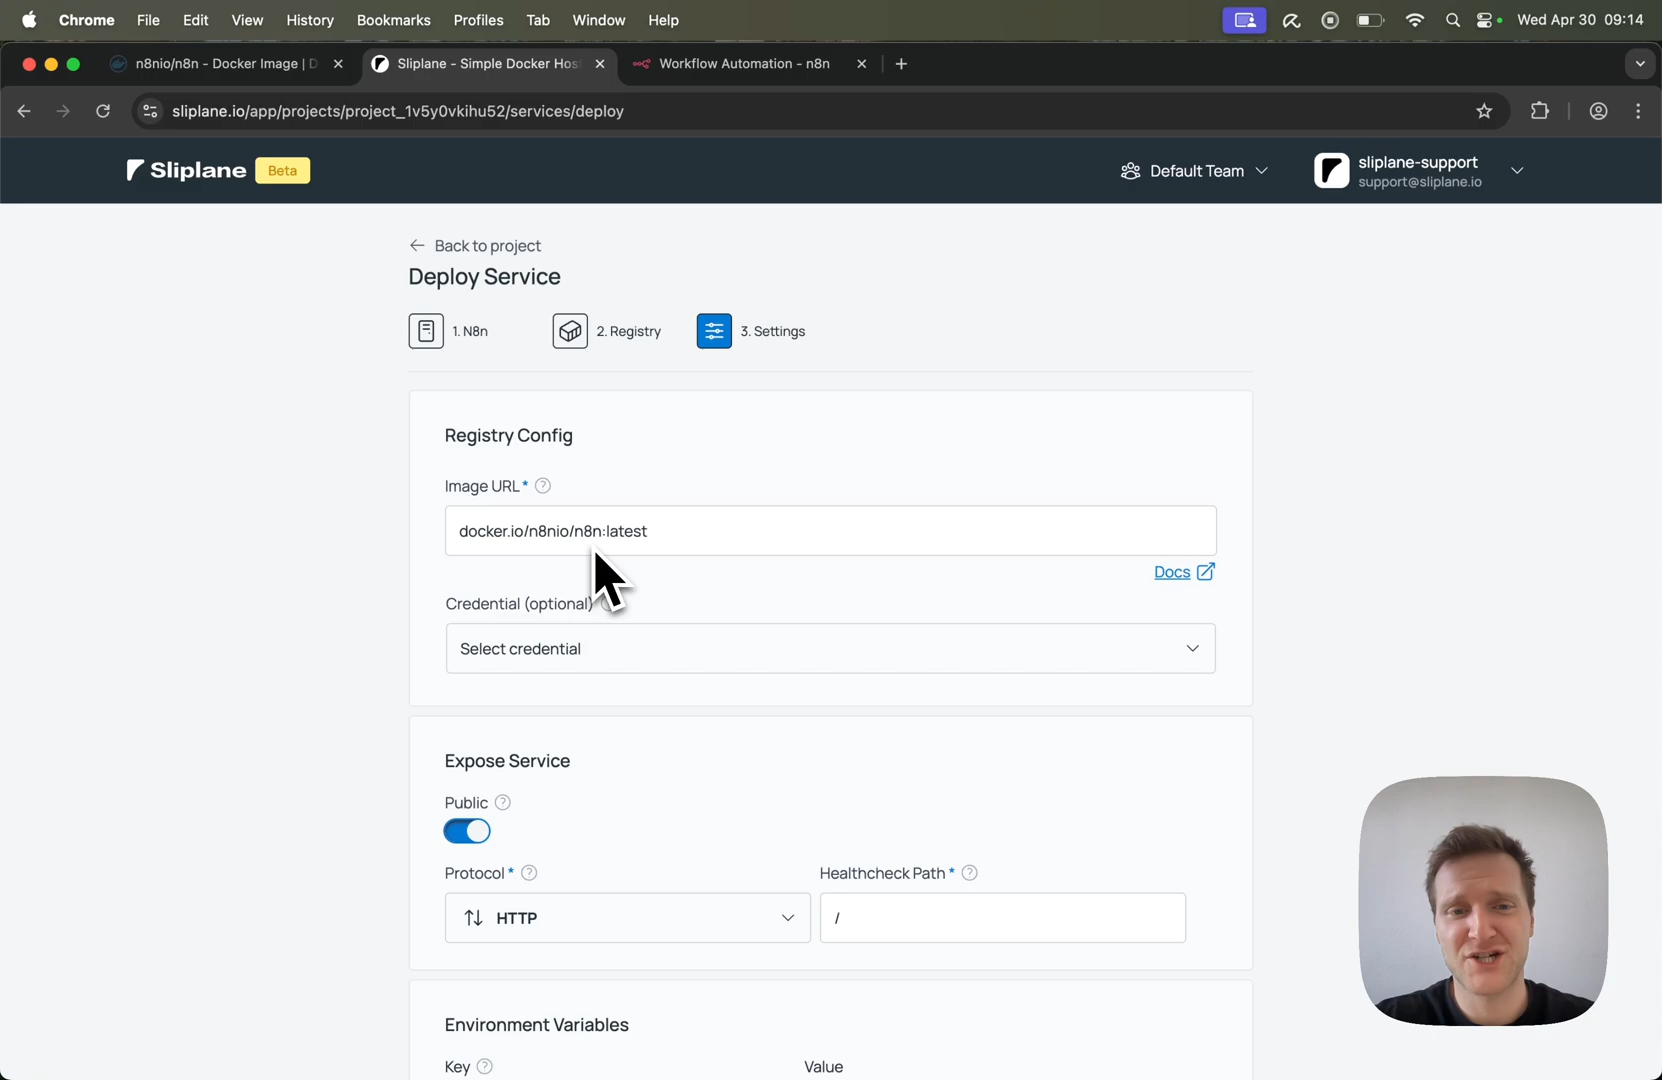 Chrome File Edit View History Bookmarks Profiles Tab Window Help Wed Apr 30 09:14
n8nio/n8n - Docker Image | D Sliplane - Simple Docker Hos Workflow Automation - n8n
sliplane.io/app/projects/project_1v5y0vkihu52/services/deploy
Sliplane Beta Default Team sliplane-support
support@sliplane.io
Back to project
Deploy Service
1. N8n 2. Registry 3. Settings
Registry Config
Image URL*
docker.io/n8nio/n8n:latest
Docs
Credential (optional)
Select credential
Expose Service
Public
Protocol * Healthcheck Path *
HTTP /
Environment Variables
Key Value